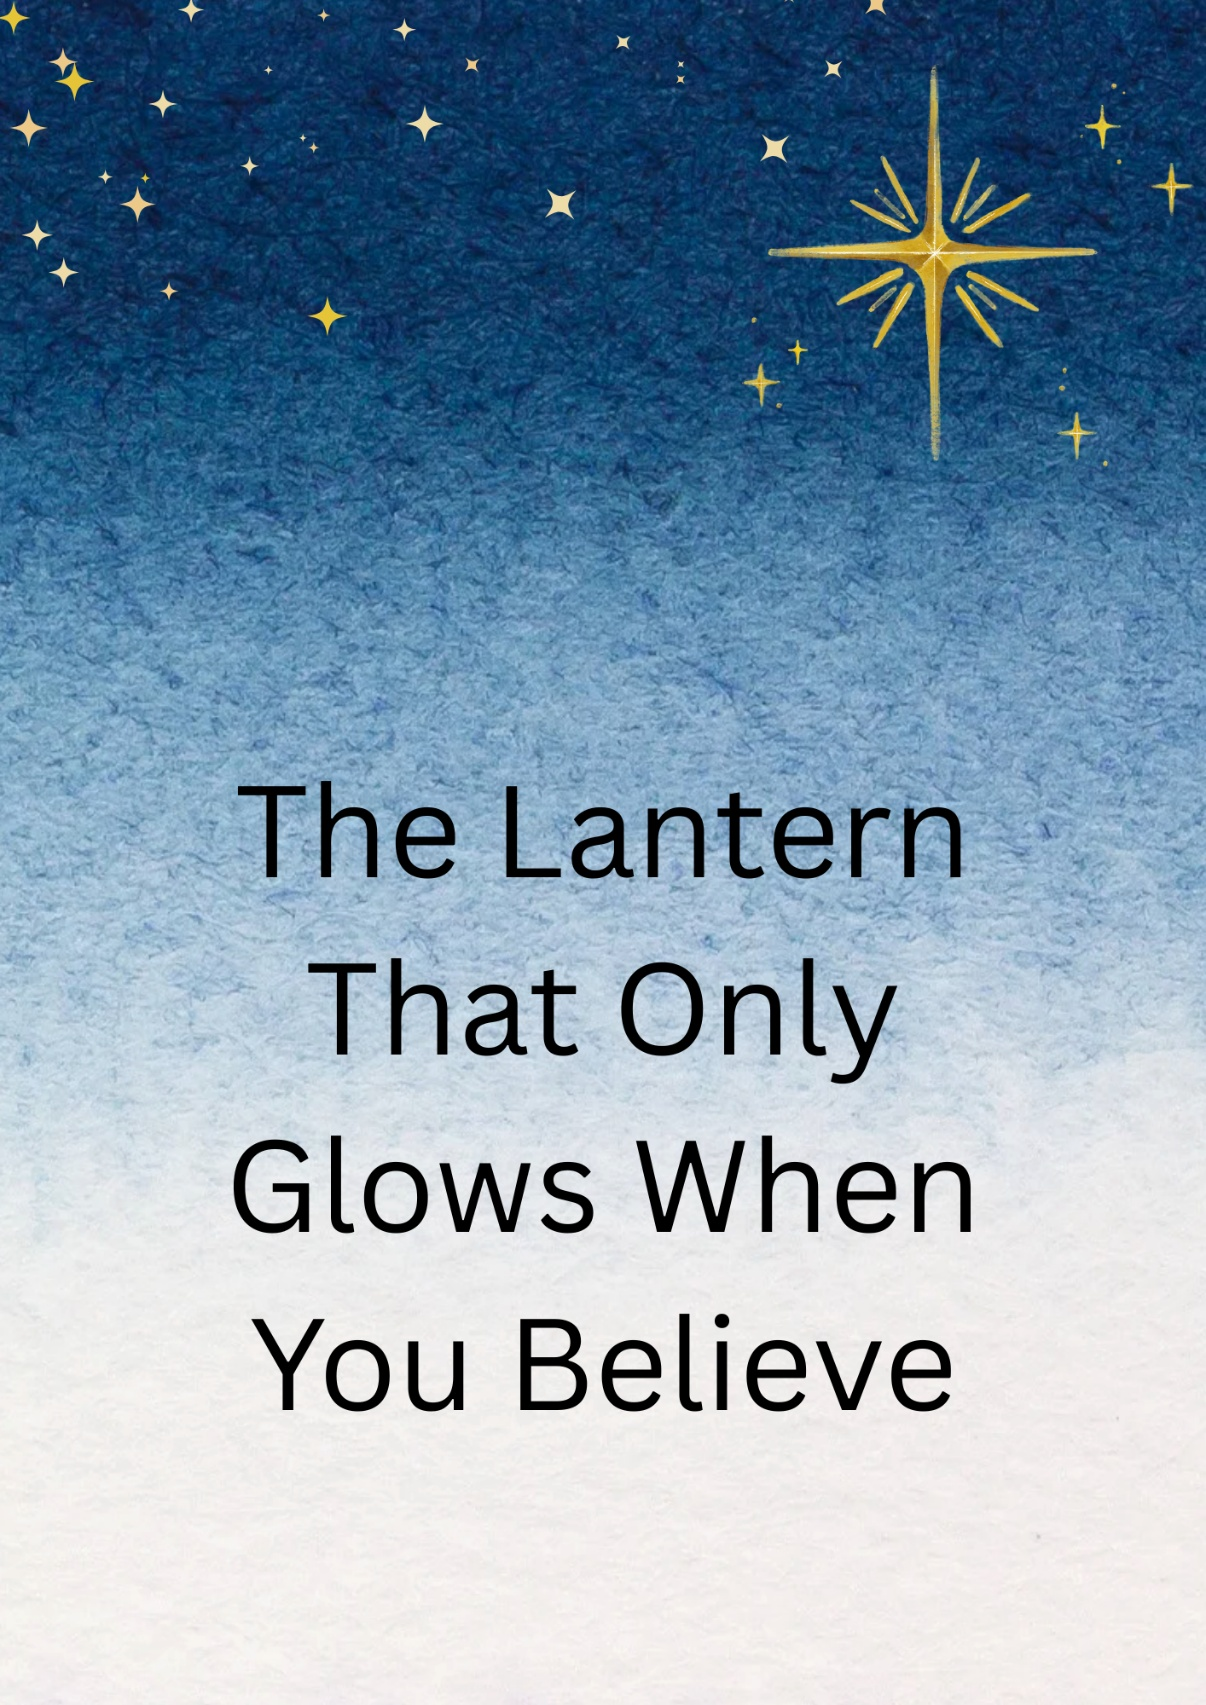 The Lantern
That Only
Glows When
You Believe